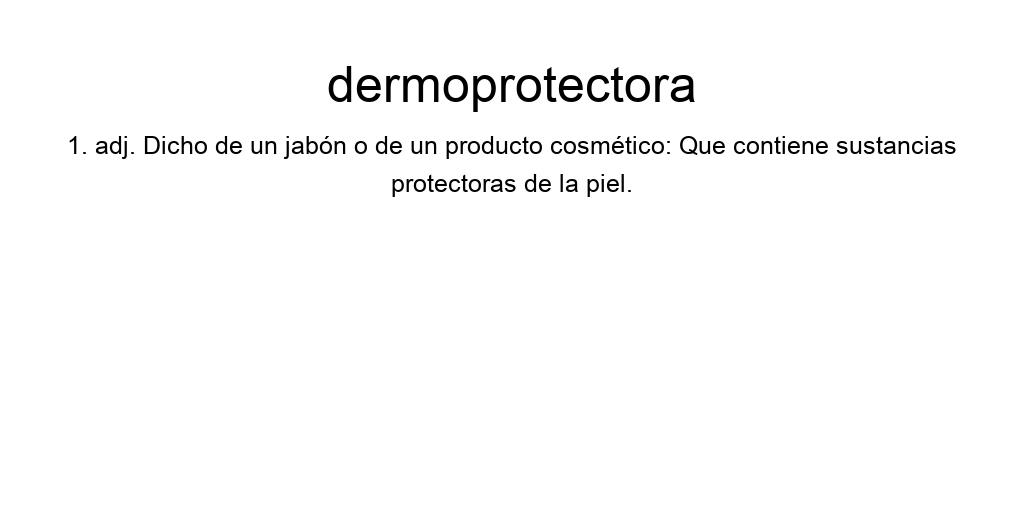 dermoprotectora
1. adj. Dicho de un jabón o de un producto cosmético: Que contiene sustancias
protectoras de la piel.